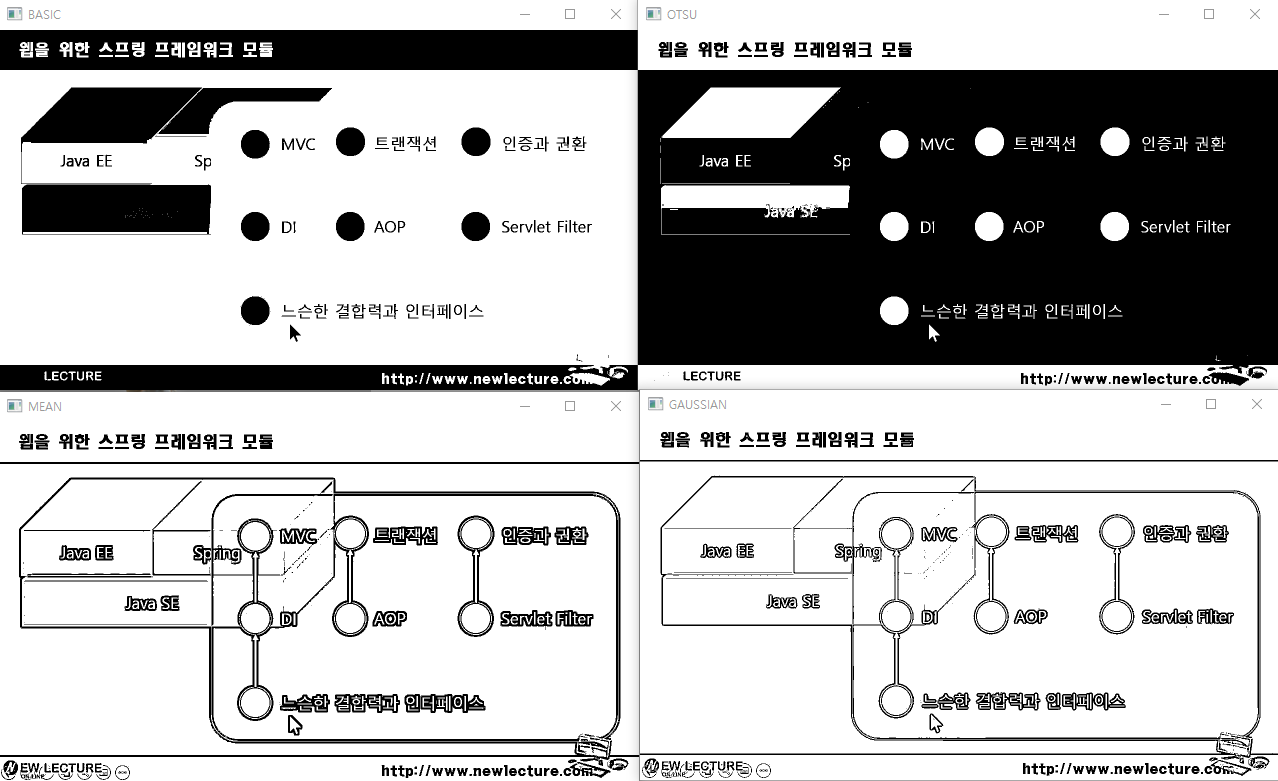 BASIC
웹을 위한 스프링 프레임워크 모듈
MVC 트랜잭션 인증과 권환
Java EE Sp
DI AOP Servlet Filter
느슨한 결합력과 인터페이스
LECTURE http://www.newlecture.com
OTSU
웹을 위한 스프링 프레임워크 모듈
MVC 트랜잭션 인증과 권환
Java EE Sp
Java SE
DI AOP Servlet Filter
느슨한 결합력과 인터페이스
LECTURE http://www.newlecture.com
MEAN
웹을 위한 스프링 프레임워크 모듈
MVC 트랜잭션 인증과 권환
Java EE Spring
Java SE
DI AOP Servlet Filter
느슨한 결합력과 인터페이스
NEW LECTURE
ONLINE
http://www.newlecture.com
GAUSSIAN
웹을 위한 스프링 프레임워크 모듈
MVC 트랜잭션 인증과 권환
Java EE Spring
Java SE
DI AOP Servlet Filter
느슨한 결합력과 인터페이스
NEW LECTURE
ONLINE
http://www.newlecture.com